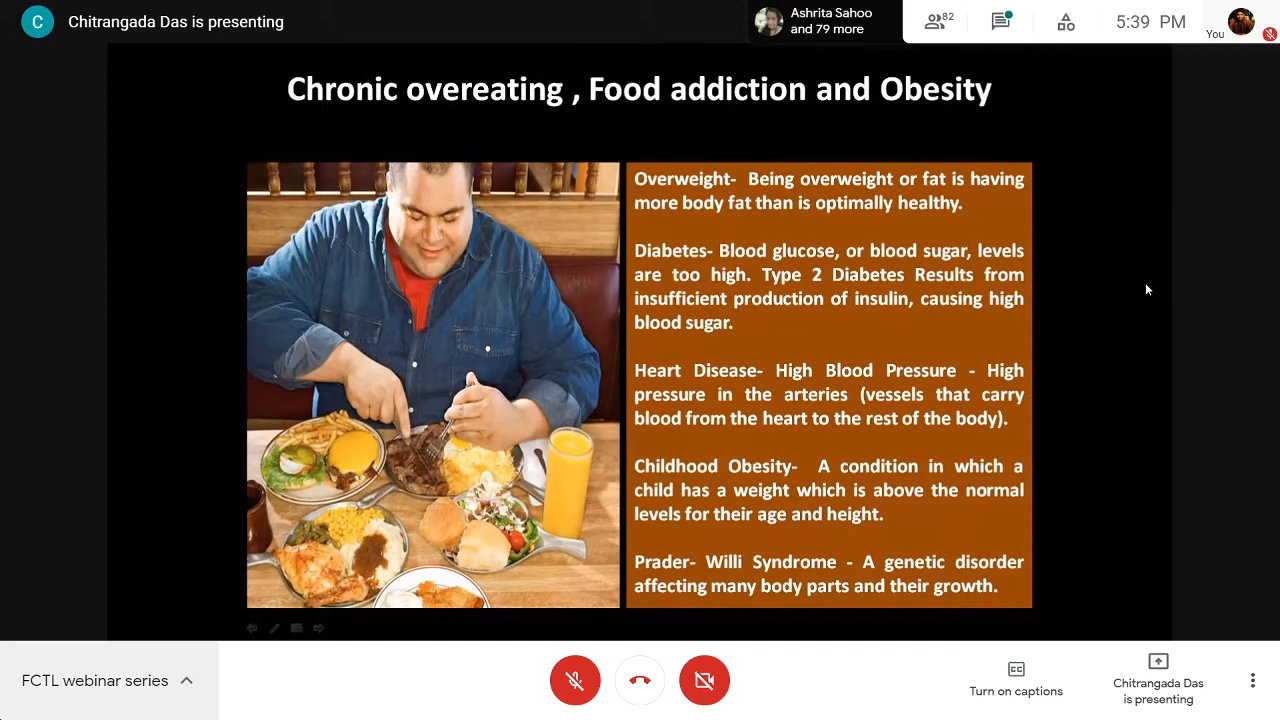 C
Chitrangada Das is presenting
Ashrita Sahoo
and 79 more
82
5:39 PM
You
Chronic overeating , Food addiction and Obesity
Overweight- Being overweight or fat is having
more body fat than is optimally healthy.
Diabetes- Blood glucose, or blood sugar, levels
are too high. Type 2 Diabetes Results from
insufficient production of insulin, causing high
blood sugar.
Heart Disease- High Blood Pressure - High
pressure in the arteries (vessels that carry
blood from the heart to the rest of the body).
Childhood Obesity- A condition in which a
child has a weight which is above the normal
levels for their age and height.
Prader- Willi Syndrome - A genetic disorder
affecting many body parts and their growth.
FCTL webinar series
CC
Turn on captions
Chitrangada Das
is presenting